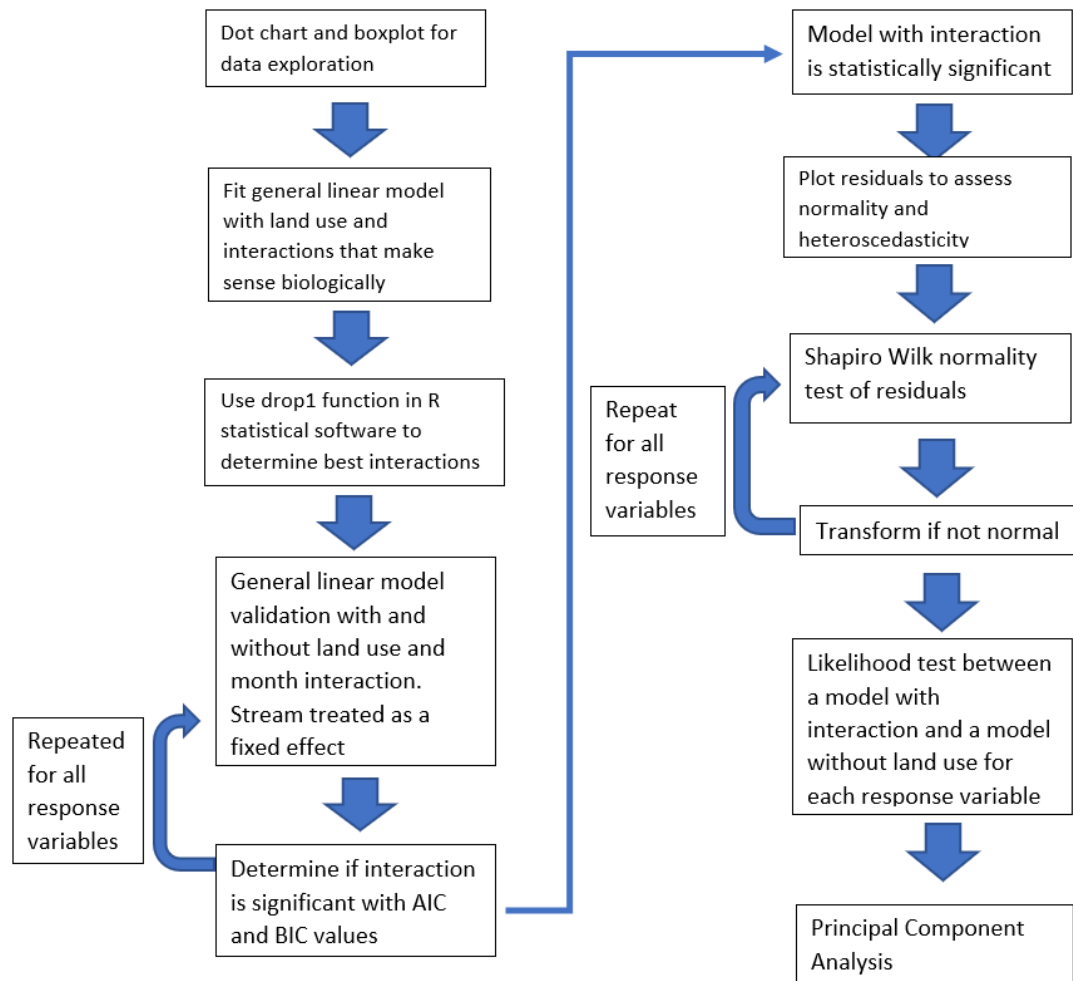 Dot chart and boxplot for
data exploration
Fit general linear model
with land use and
interactions that make
sense biologically
Use drop1 function in R
statistical software to
determine best interactions
General linear model
validation with and
without land use and
month interaction.
Stream treated as a
fixed effect
Repeated
for all
response
variables
Determine if interaction
is significant with AIC
and BIC values
Model with interaction
is statistically significant
Plot residuals to assess
normality and
heteroscedasticity
Shapiro Wilk normality
test of residuals
Repeat
for all
response
variables
Transform if not normal
Likelihood test between
a model with
interaction and a model
without land use for
each response variable
Principal Component
Analysis